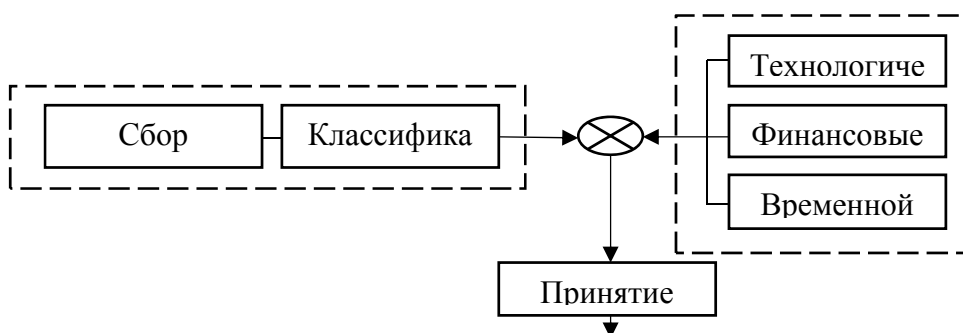 Технологиче
Сбор
Классифика
Финансовые
Временной
Принятие